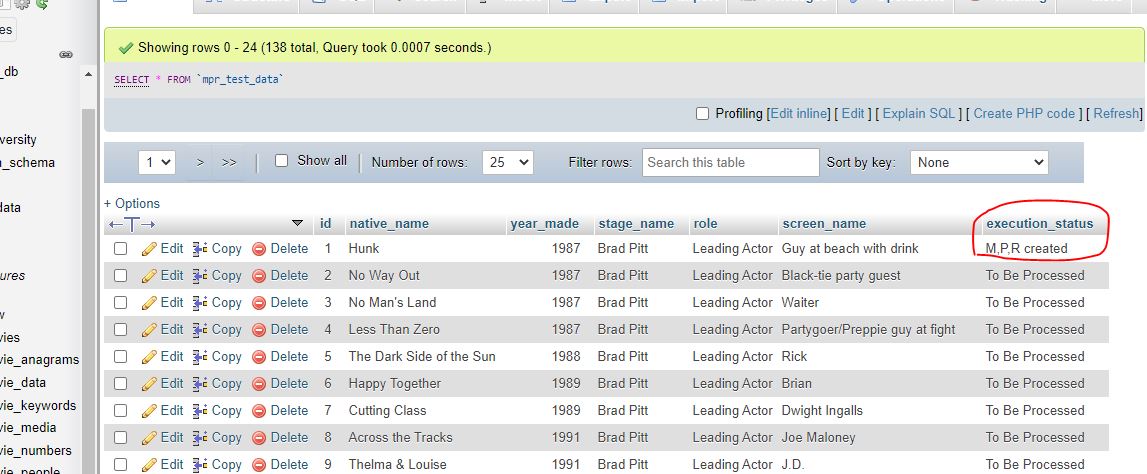 es
Showing rows 0 - 24 (138 total, Query took 0.0007 seconds.)
_db
SELECT * FROM `mpr_test_data`
Profiling [Edit inline] [ Edit ] [ Explain SQL ] [ Create PHP code ] [ Refresh]
versity
_schema
1 > >> Show all Number of rows: 25 Filter rows: Search this table Sort by key: None
data
+ Options
id native_name year_made stage_name role screen_name execution_status
Edit Copy Delete 1 Hunk 1987 Brad Pitt Leading Actor Guy at beach with drink M,P,R created
ures
Edit Copy Delete 2 No Way Out 1987 Brad Pitt Leading Actor Black-tie party guest To Be Processed
Edit Copy Delete 3 No Man's Land 1987 Brad Pitt Leading Actor Waiter To Be Processed
w
Edit Copy Delete 4 Less Than Zero 1987 Brad Pitt Leading Actor Partygoer/Preppie guy at fight To Be Processed
vies
Edit Copy Delete 5 The Dark Side of the Sun 1988 Brad Pitt Leading Actor Rick To Be Processed
vie_anagrams
vie_data
Edit Copy Delete 6 Happy Together 1989 Brad Pitt Leading Actor Brian To Be Processed
vie_keywords
Edit Copy Delete 7 Cutting Class 1989 Brad Pitt Leading Actor Dwight Ingalls To Be Processed
vie_media
Edit Copy Delete 8 Across the Tracks 1991 Brad Pitt Leading Actor Joe Maloney To Be Processed
vie_numbers
Edit Copy Delete 9 Thelma & Louise 1991 Brad Pitt Leading Actor J.D. To Be Processed
vie_people